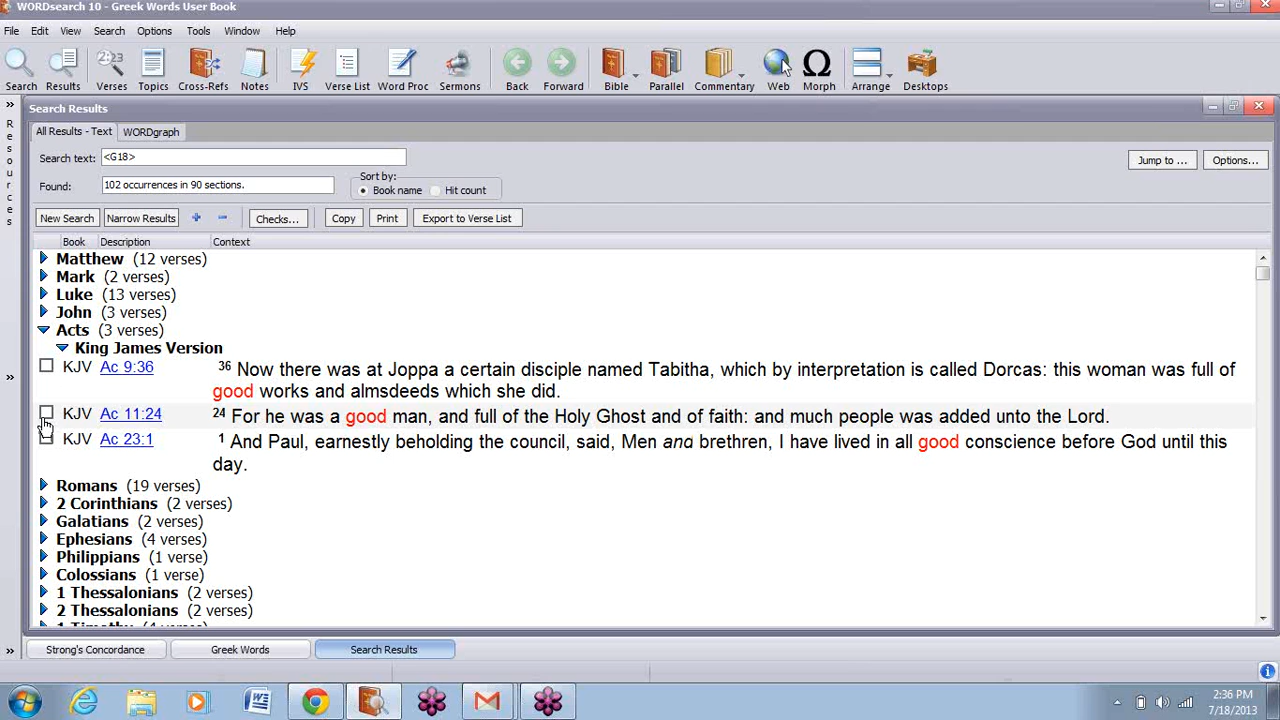 WORDsearch 10 - Greek Words User Book
File Edit View Search Options Tools Window Help
23:23
Search Results Verses Topics Cross-Refs Notes IVS Verse List Word Proc Sermons Back Forward Bible Parallel Commentary Web Morph Arrange Desktops
» Search Results
Resources
All Results - Text WORDgraph
Search text: <G18> Jump to ... Options...
Found: 102 occurrences in 90 sections. Sort by: Book name Hit count
New Search Narrow Results + - Checks... Copy Print Export to Verse List
Book Description Context
Matthew (12 verses)
Mark (2 verses)
Luke (13 verses)
John (3 verses)
Acts (3 verses)
King James Version
KJV Ac 9:36 36 Now there was at Joppa a certain disciple named Tabitha, which by interpretation is called Dorcas: this woman was full of
good works and almsdeeds which she did.
KJV Ac 11:24 24 For he was a good man, and full of the Holy Ghost and of faith: and much people was added unto the Lord.
KJV Ac 23:1 1 And Paul, earnestly beholding the council, said, Men and brethren, I have lived in all good conscience before God until this
day.
Romans (19 verses)
2 Corinthians (2 verses)
Galatians (2 verses)
Ephesians (4 verses)
Philippians (1 verse)
Colossians (1 verse)
1 Thessalonians (2 verses)
2 Thessalonians (2 verses)
1 Timothy (4 verses)
» Strong's Concordance Greek Words Search Results
2:36 PM
7/18/2013